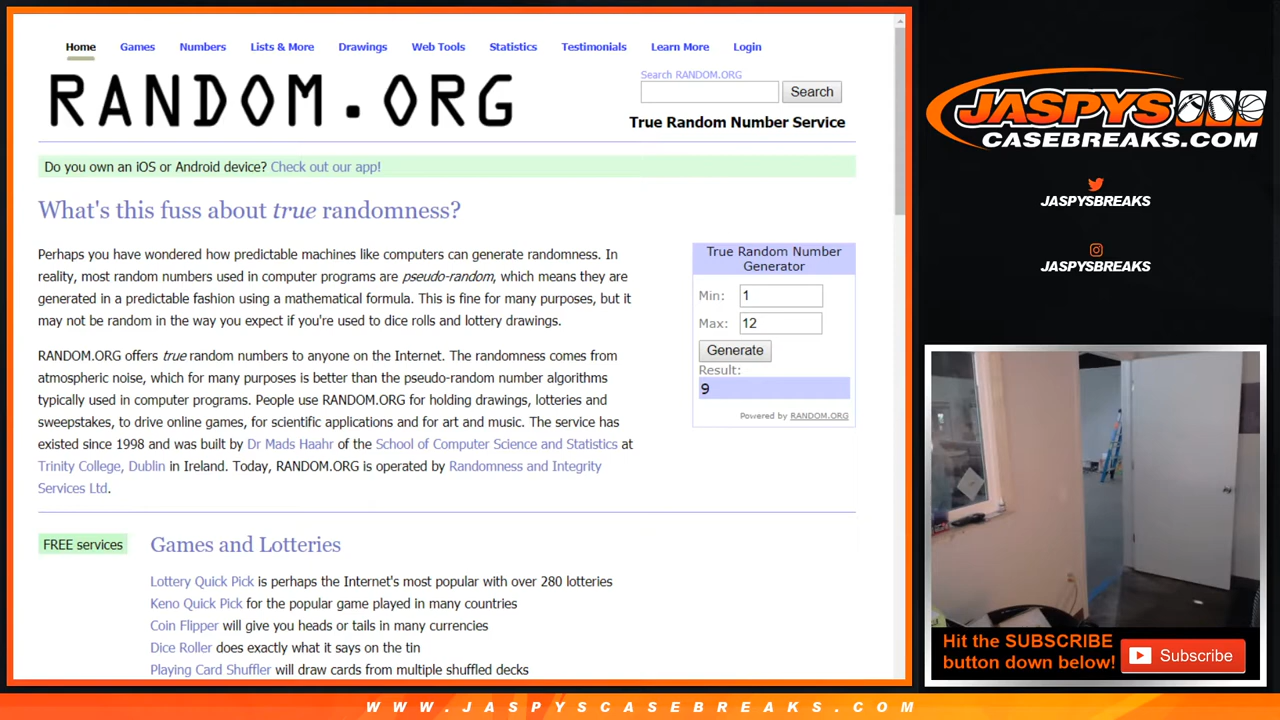 Home Games Numbers Lists & More Drawings Web Tools Statistics Testimonials Learn More Login
RANDOM.ORG
Search RANDOM.ORG
Search
True Random Number Service
Do you own an iOS or Android device? Check out our app!
What's this fuss about true randomness?
Perhaps you have wondered how predictable machines like computers can generate randomness. In
reality, most random numbers used in computer programs are pseudo-random, which means they are
generated in a predictable fashion using a mathematical formula. This is fine for many purposes, but it
may not be random in the way you expect if you're used to dice rolls and lottery drawings.
RANDOM.ORG offers true random numbers to anyone on the Internet. The randomness comes from
atmospheric noise, which for many purposes is better than the pseudo-random number algorithms
typically used in computer programs. People use RANDOM.ORG for holding drawings, lotteries and
sweepstakes, to drive online games, for scientific applications and for art and music. The service has
existed since 1998 and was built by Dr Mads Haahr of the School of Computer Science and Statistics at
Trinity College, Dublin in Ireland. Today, RANDOM.ORG is operated by Randomness and Integrity
Services Ltd.
True Random Number
Generator
Min: 1
Max: 12
Generate
Result:
9
Powered by RANDOM.ORG
FREE services
Games and Lotteries
Lottery Quick Pick is perhaps the Internet's most popular with over 280 lotteries
Keno Quick Pick for the popular game played in many countries
Coin Flipper will give you heads or tails in many currencies
Dice Roller does exactly what it says on the tin
Playing Card Shuffler will draw cards from multiple shuffled decks
JASPYS
CASEBREAKS.COM
JASPYSBREAKS
JASPYSBREAKS
Hit the SUBSCRIBE
button down below!
Subscribe
WWW.JASPYSCASEBREAKS.COM